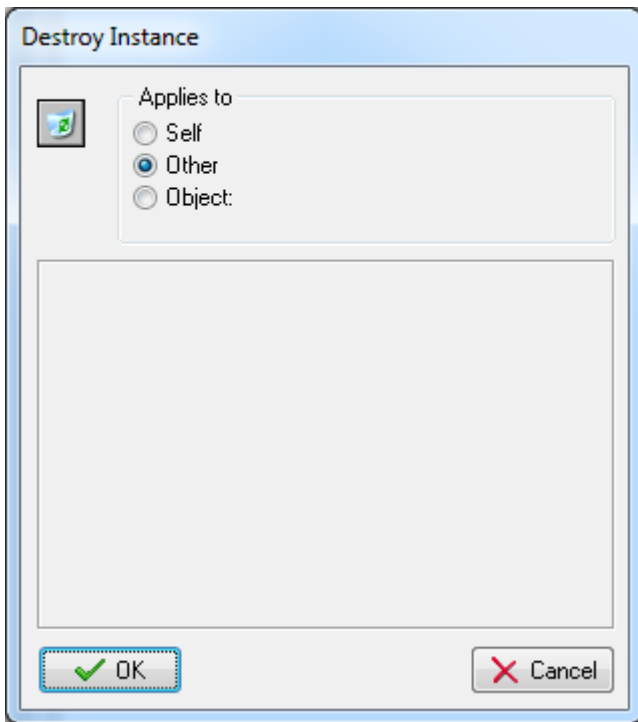 Destroy Instance
Applies to
Self
Other
Object:
OK
Cancel